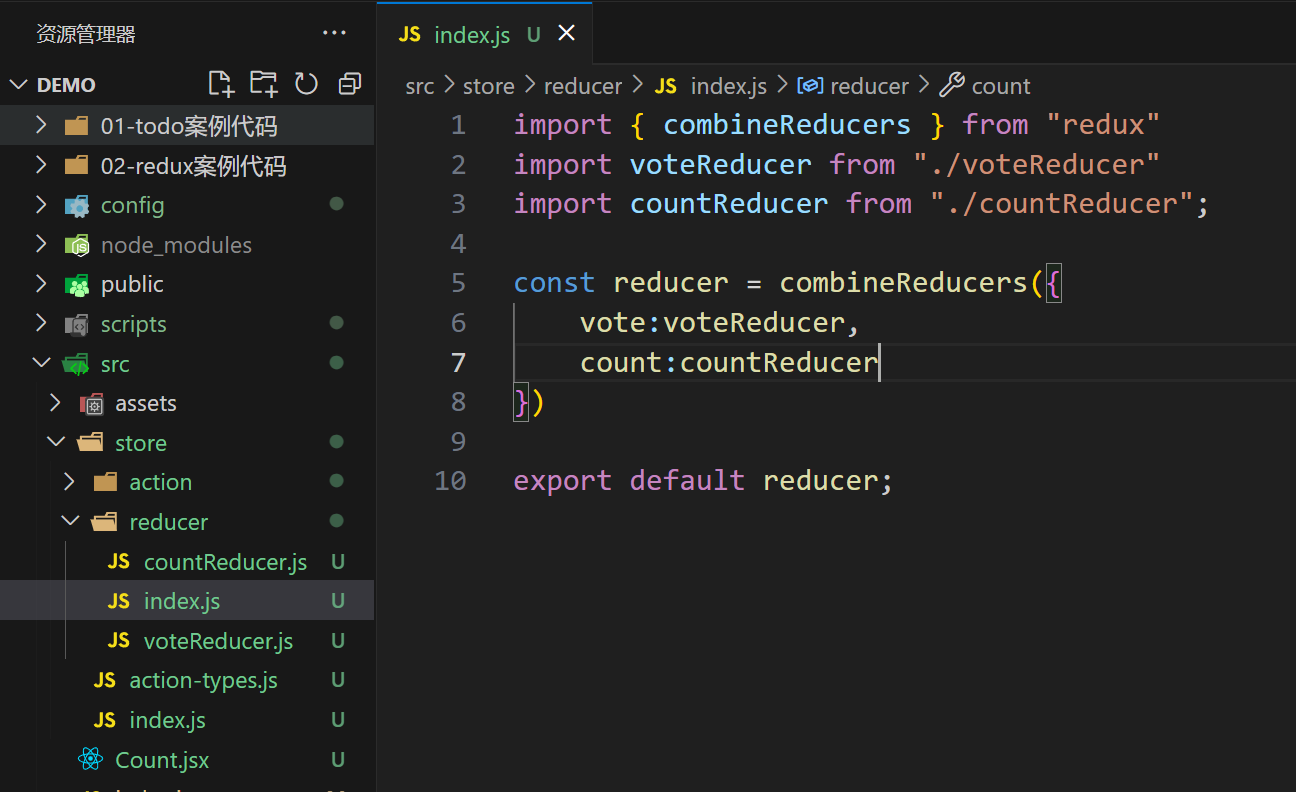 资源管理器
DEMO
01-todo案例代码
02-redux案例代码
config
node_modules
public
scripts
src
assets
store
action
reducer
JS countReducer.js U
JS index.js U
JS voteReducer.js U
JS action-types.js U
JS index.js U
Count.jsx U
JS index.js U
src > store > reducer > JS index.js > reducer > count
1 import { combineReducers } from "redux"
2 import voteReducer from "./voteReducer"
3 import countReducer from "./countReducer";
4
5 const reducer = combineReducers({
6     vote:voteReducer,
7     count:countReducer
8 })
9
10 export default reducer;